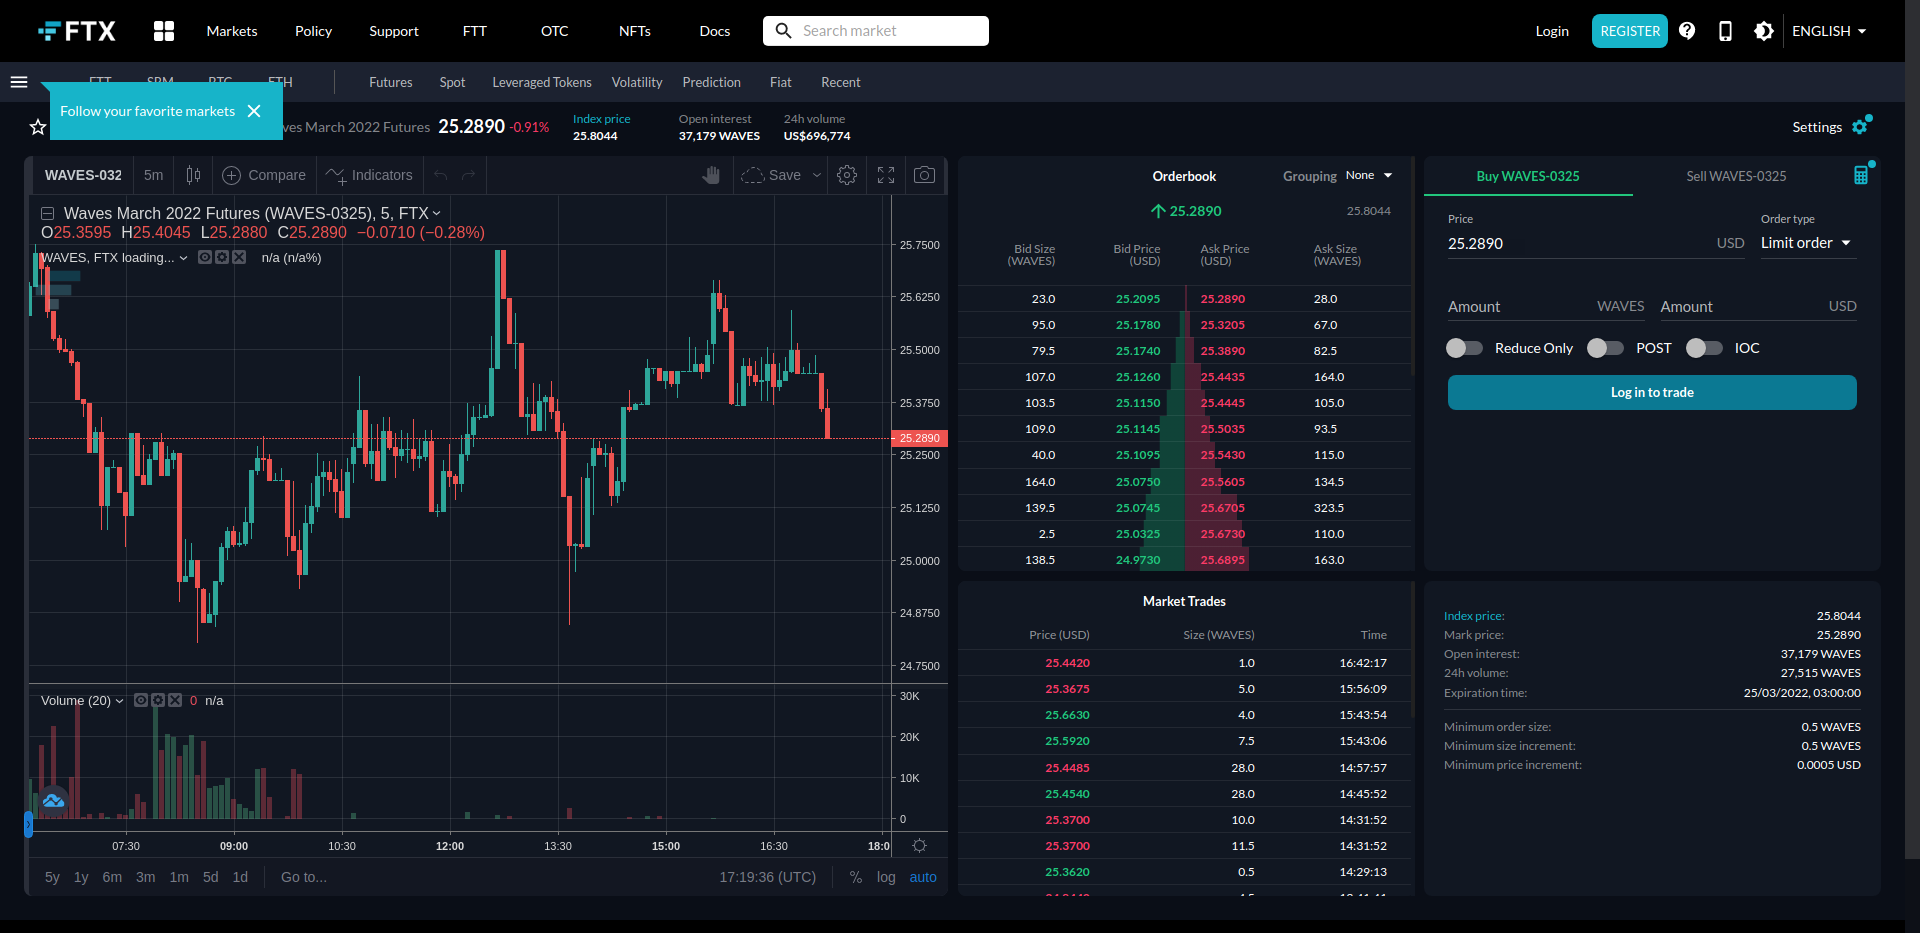 FTX
Markets
Policy
Support
FTT
OTC
NFTs
Docs
Search market
Login
REGISTER
ENGLISH
FTT
BTC
ETH
Futures
Spot
Leveraged Tokens
Volatility
Prediction
Fiat
Recent
Follow your favorite markets
March 2022 Futures
25.2890
-0.91%
Index price
25.8044
Open interest
37,179 WAVES
24h volume
US$696,774
Settings
WAVES-032
5m
Compare
Indicators
Save
Waves March 2022 Futures (WAVES-0325), 5, FTX
O25.3595 H25.4045 L25.2880 C25.2890 −0.0710 (−0.28%)
WAVES, FTX loading... n/a (n/a%)
25.7500
25.6250
25.5000
25.3750
25.2890
25.2500
25.1250
25.0000
24.8750
24.7500
Volume (20) 0 n/a
30K
20K
10K
0
07:30 09:00 10:30 12:00 13:30 15:00 16:30 18:0
5y 1y 6m 3m 1m 5d 1d Go to...
17:19:36 (UTC) % log auto
Orderbook
Grouping None
25.2890
25.8044
Bid Size (WAVES) Bid Price (USD) Ask Price (USD) Ask Size (WAVES)
23.0 25.2095 25.2890 28.0
95.0 25.1780 25.3205 67.0
79.5 25.1740 25.3890 82.5
107.0 25.1260 25.4435 164.0
103.5 25.1150 25.4445 105.0
109.0 25.1145 25.5035 93.5
40.0 25.1095 25.5430 115.0
164.0 25.0750 25.5605 134.5
139.5 25.0745 25.6705 323.5
2.5 25.0325 25.6730 110.0
138.5 24.9730 25.6895 163.0
Market Trades
Price (USD) Size (WAVES) Time
25.4420 1.0 16:42:17
25.3675 5.0 15:56:09
25.6630 4.0 15:43:54
25.5920 7.5 15:43:06
25.4485 28.0 14:57:57
25.4540 28.0 14:45:52
25.3700 10.0 14:31:52
25.3700 11.5 14:31:52
25.3620 0.5 14:29:13
Buy WAVES-0325
Sell WAVES-0325
Price
25.2890 USD
Order type
Limit order
Amount WAVES
Amount USD
Reduce Only
POST
IOC
Log in to trade
Index price: 25.8044
Mark price: 25.2890
Open interest: 37,179 WAVES
24h volume: 27,515 WAVES
Expiration time: 25/03/2022, 03:00:00
Minimum order size: 0.5 WAVES
Minimum size increment: 0.5 WAVES
Minimum price increment: 0.0005 USD